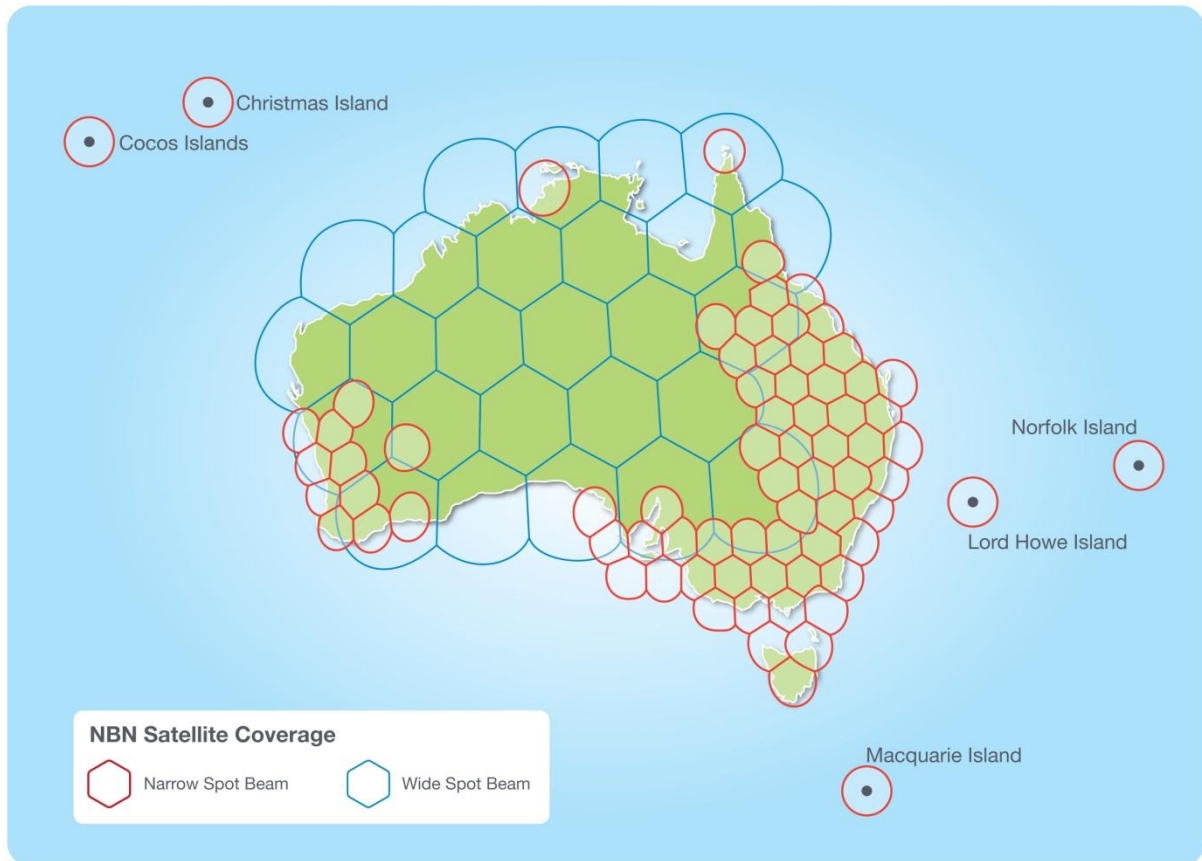 Christmas Island
Cocos Islands
Norfolk Island
Lord Howe Island
Macquarie Island
NBN Satellite Coverage
Narrow Spot Beam
Wide Spot Beam